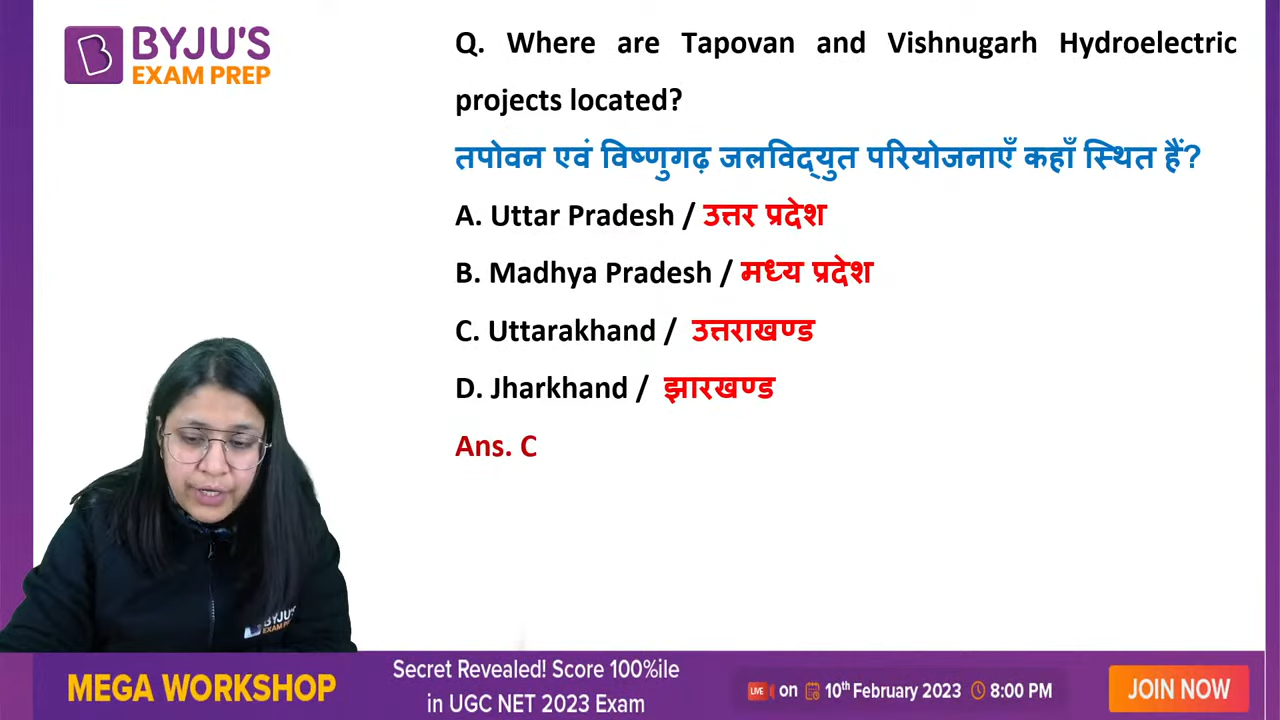 BYJU'S
EXAM PREP
Q. Where are Tapovan and Vishnugarh Hydroelectric
projects located?
तपोवन एवं विष्णुगढ़ जलविद्युत परियोजनाएँ कहाँ स्थित हैं?
A. Uttar Pradesh / उत्तर प्रदेश
B. Madhya Pradesh / मध्य प्रदेश
C. Uttarakhand / उत्तराखण्ड
D. Jharkhand / झारखण्ड
Ans. C
BYJU'S
EXAM PREP
MEGA WORKSHOP
Secret Revealed! Score 100%ile
in UGC NET 2023 Exam
LIVE on 10th February 2023 8:00 PM
JOIN NOW